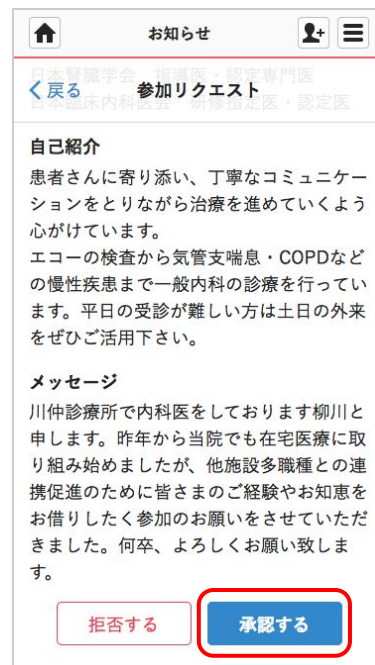 お知らせ
日本腎臓学会 指導医・認定専門医
戻る 参加リクエスト
日本臨床内科医会 研修指定医・認定医
自己紹介
患者さんに寄り添い、丁寧なコミュニケー
ションをとりながら治療を進めていくよう
心がけています。
エコーの検査から気管支喘息・COPDなど
の慢性疾患まで一般内科の診療を行ってい
ます。平日の受診が難しい方は土日の外来
をぜひご活用下さい。
メッセージ
川仲診療所で内科医をしております柳川と
申します。昨年から当院でも在宅医療に取
り組み始めましたが、他施設多職種との連
携促進のために皆さまのご経験やお知恵を
お借りしたく参加のお願いをさせていただ
きました。何卒、よろしくお願い致しま
す。
拒否する 承認する